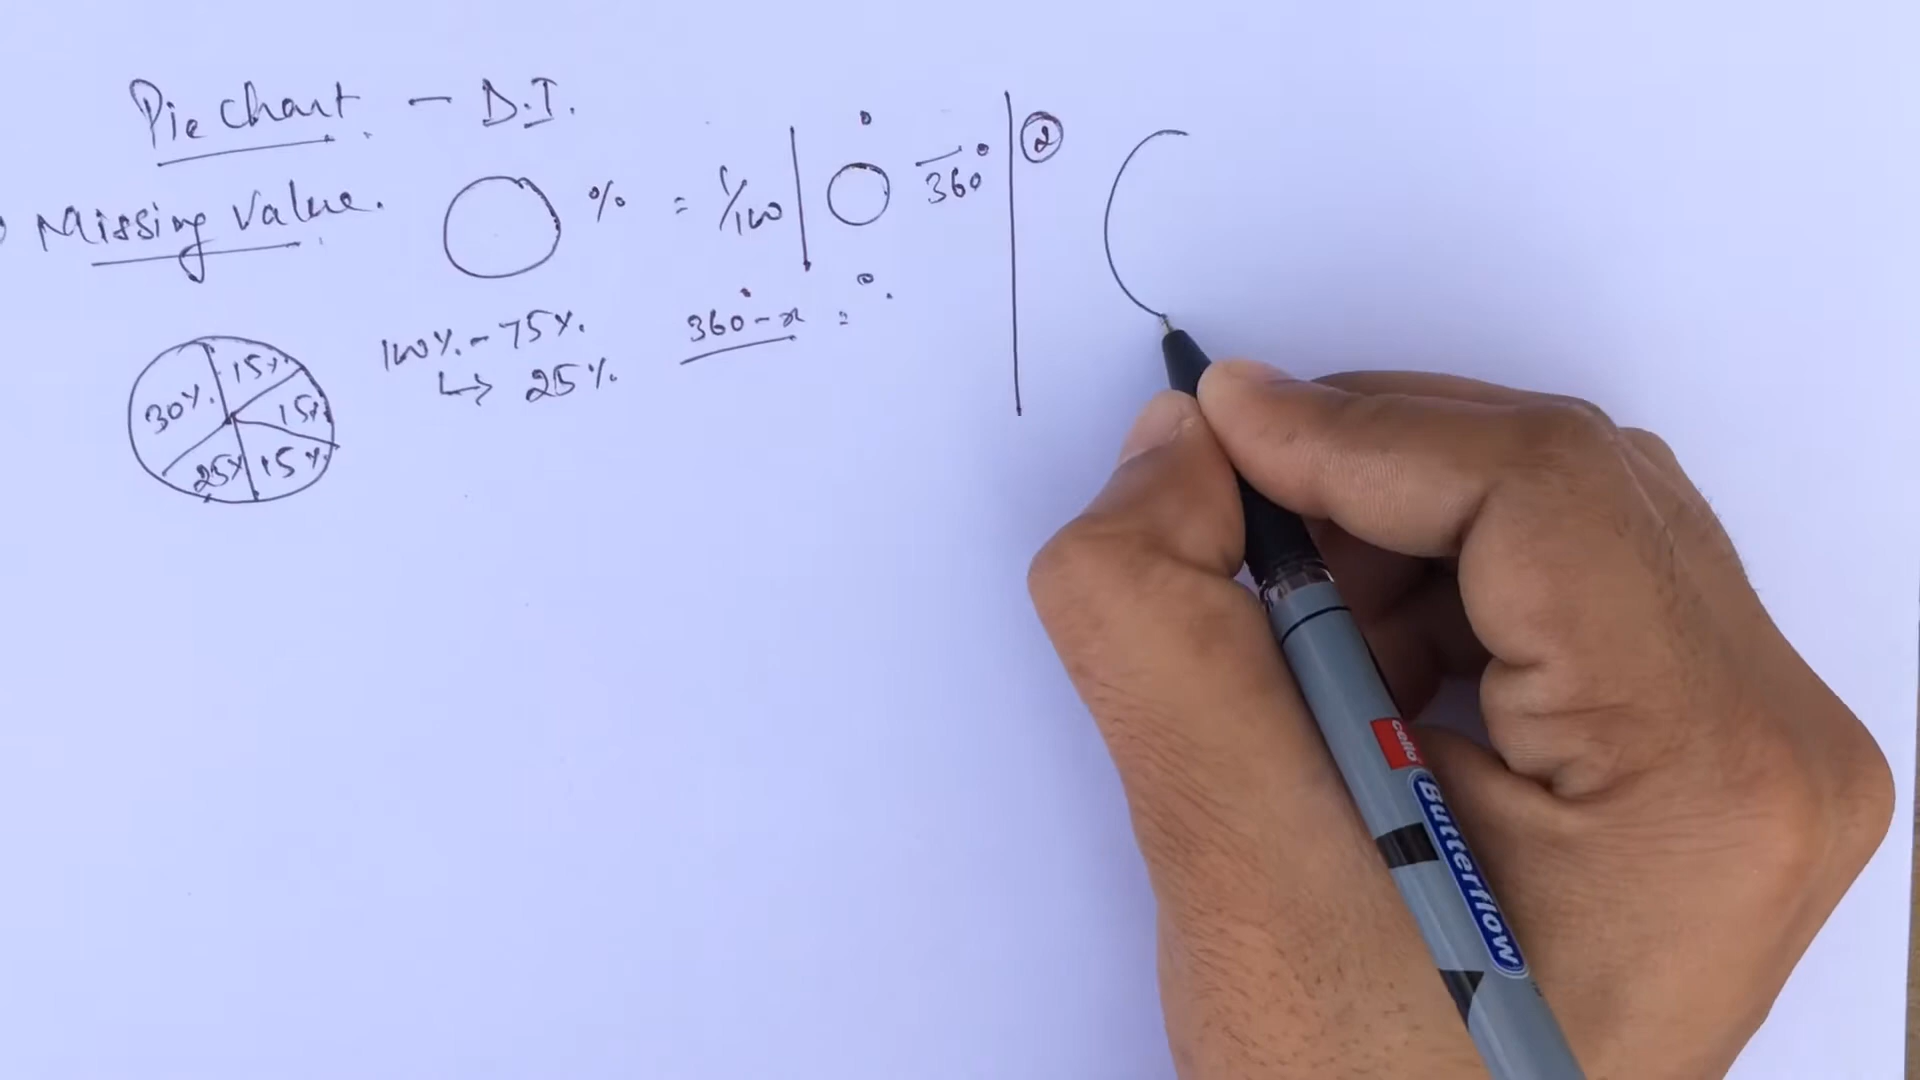 Pie chart. - D.I.
Missing Value.
% = 1/100
360°
②
30%.
15%.
15%
15%
25%
100%. - 75%.
↳ 25%.
360° - x = °.
cello
Butterflow